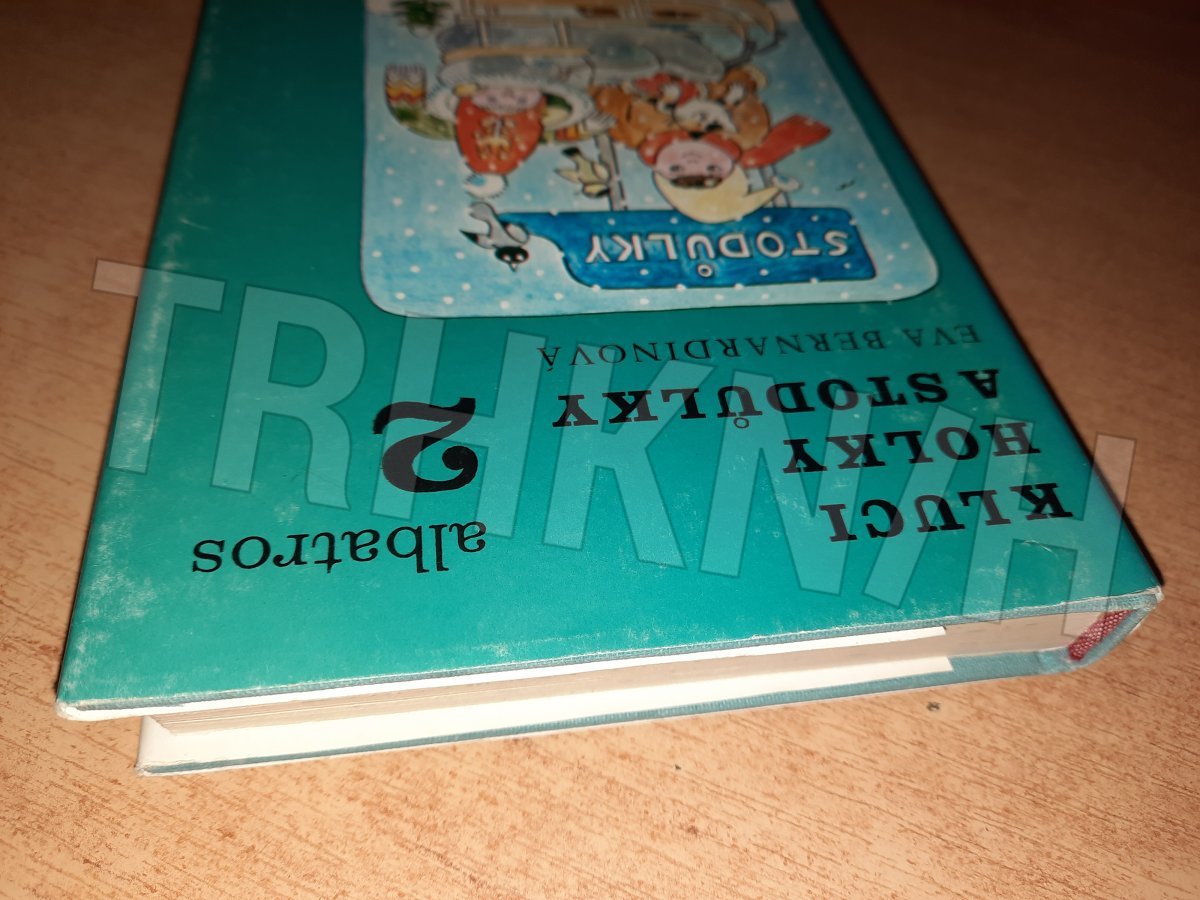 KLUCI
HOLKY
A STODŮLKY
EVA BERNARDINOVÁ
STODŮLKY
albatros
2
TRHKNIH